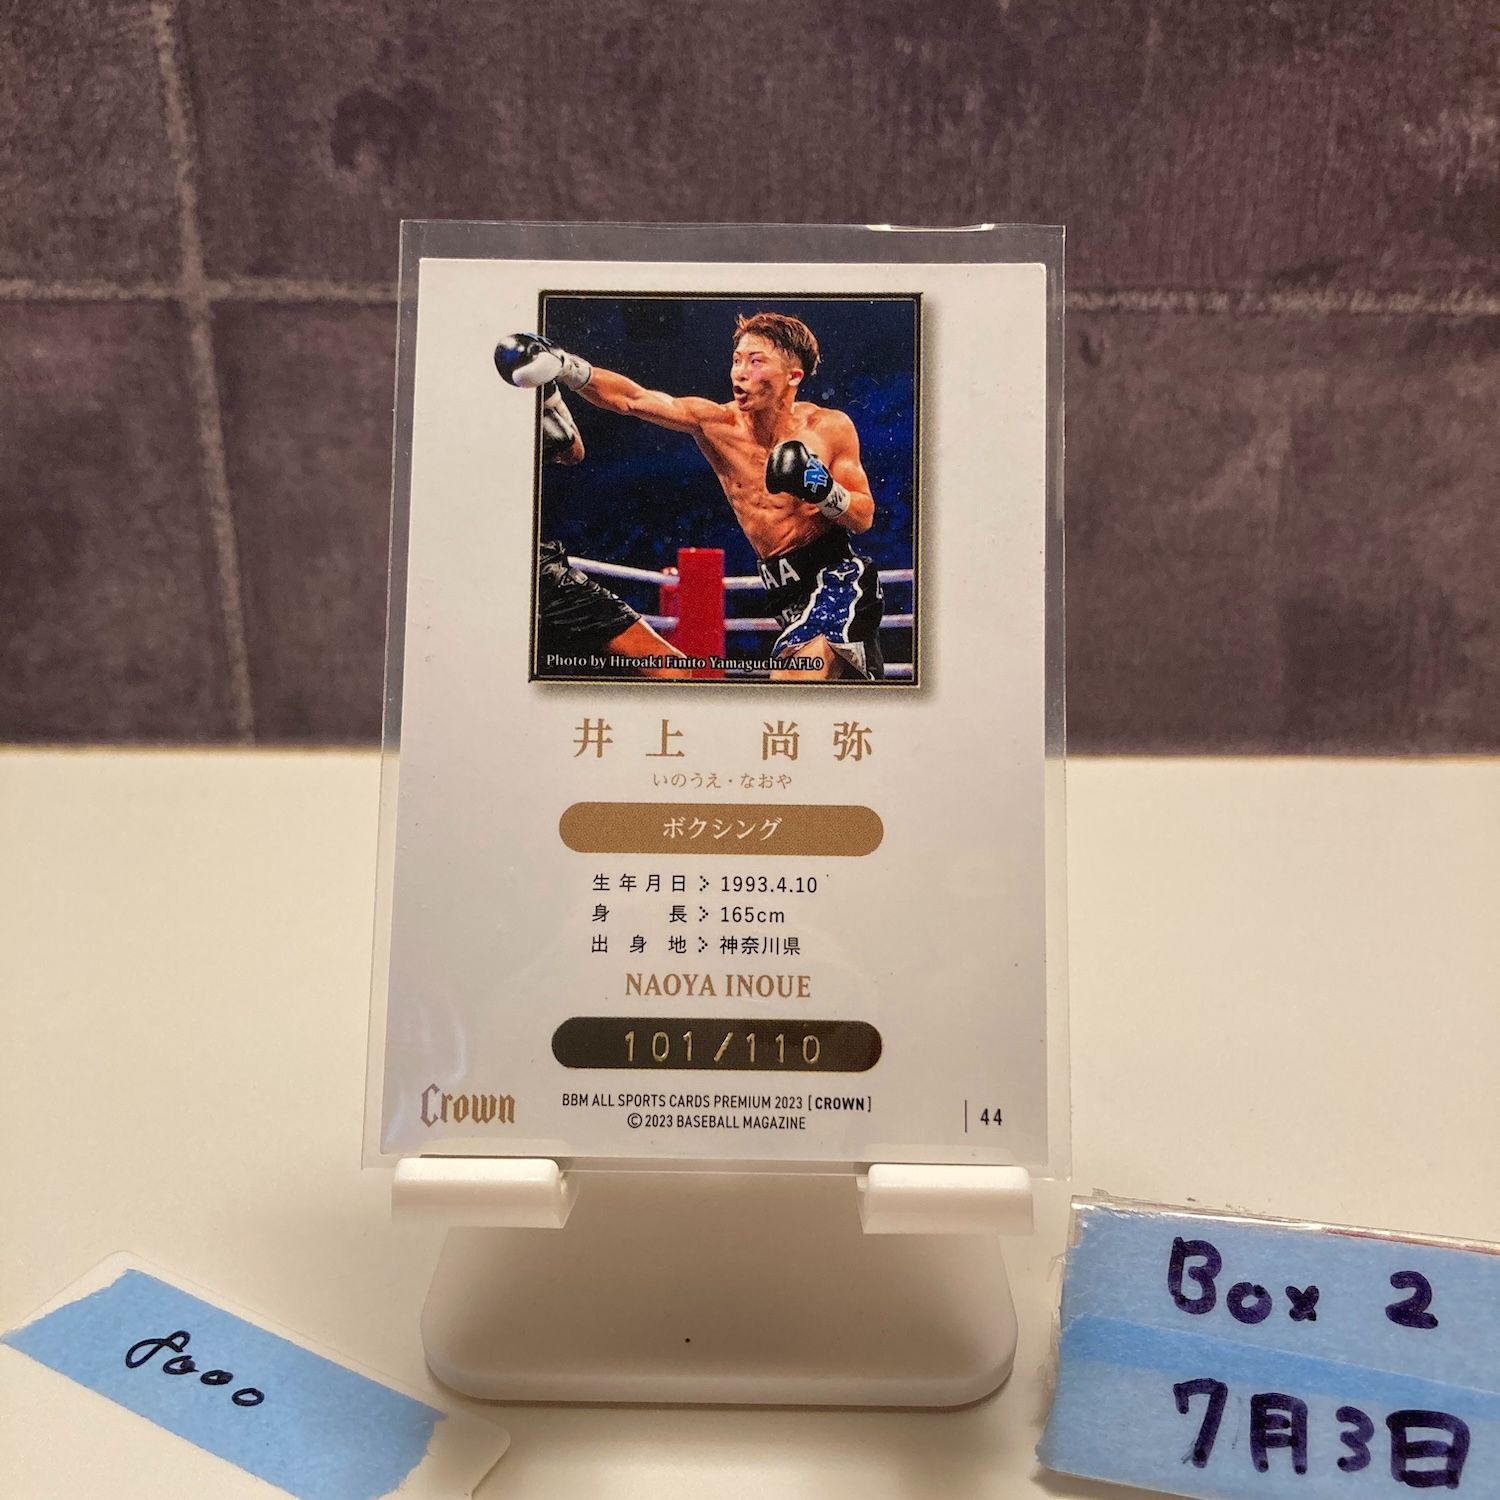 AA
Photo by Hiroaki Finito Yamaguchi/AFLO
井上 尚弥
いのうえ・なおや
ボクシング
生年月日 > 1993.4.10
身長 > 165cm
出身地 > 神奈川県
NAOYA INOUE
101/110
Crown
BBM ALL SPORTS CARDS PREMIUM 2023 [CROWN]
© 2023 BASEBALL MAGAZINE
44
8000
Box 2
7月3日